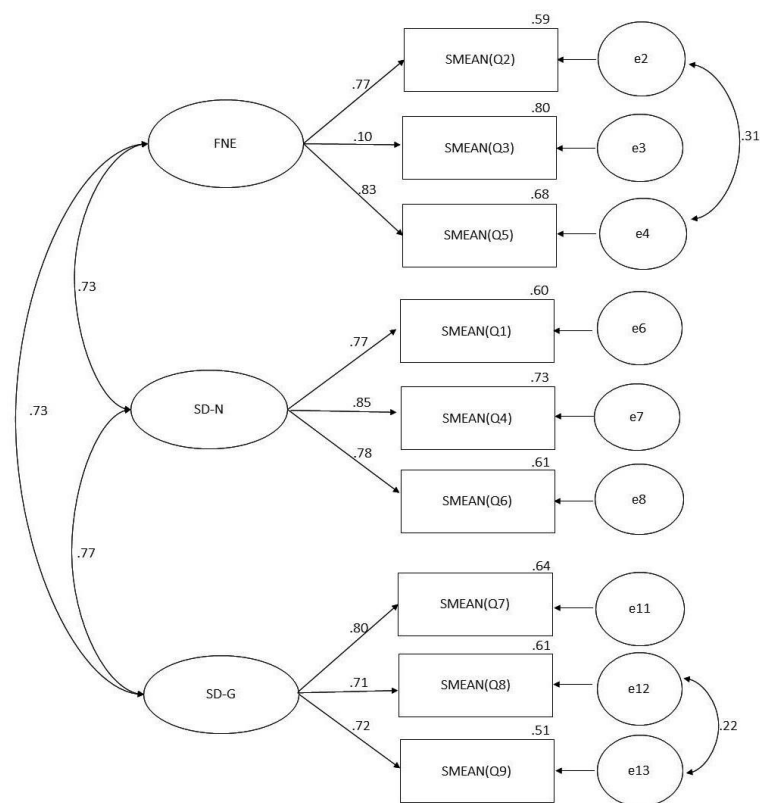 .59
SMEAN(Q2)
e2
.77
.80
FNE
.10
SMEAN(Q3)
e3
.31
.83
.68
SMEAN(Q5)
e4
.73
.60
SMEAN(Q1)
e6
.77
.73
SD-N
.85
SMEAN(Q4)
e7
.73
.78
.61
SMEAN(Q6)
e8
.77
.64
SMEAN(Q7)
e11
.80
.61
SD-G
.71
SMEAN(Q8)
e12
.72
.51
.22
SMEAN(Q9)
e13